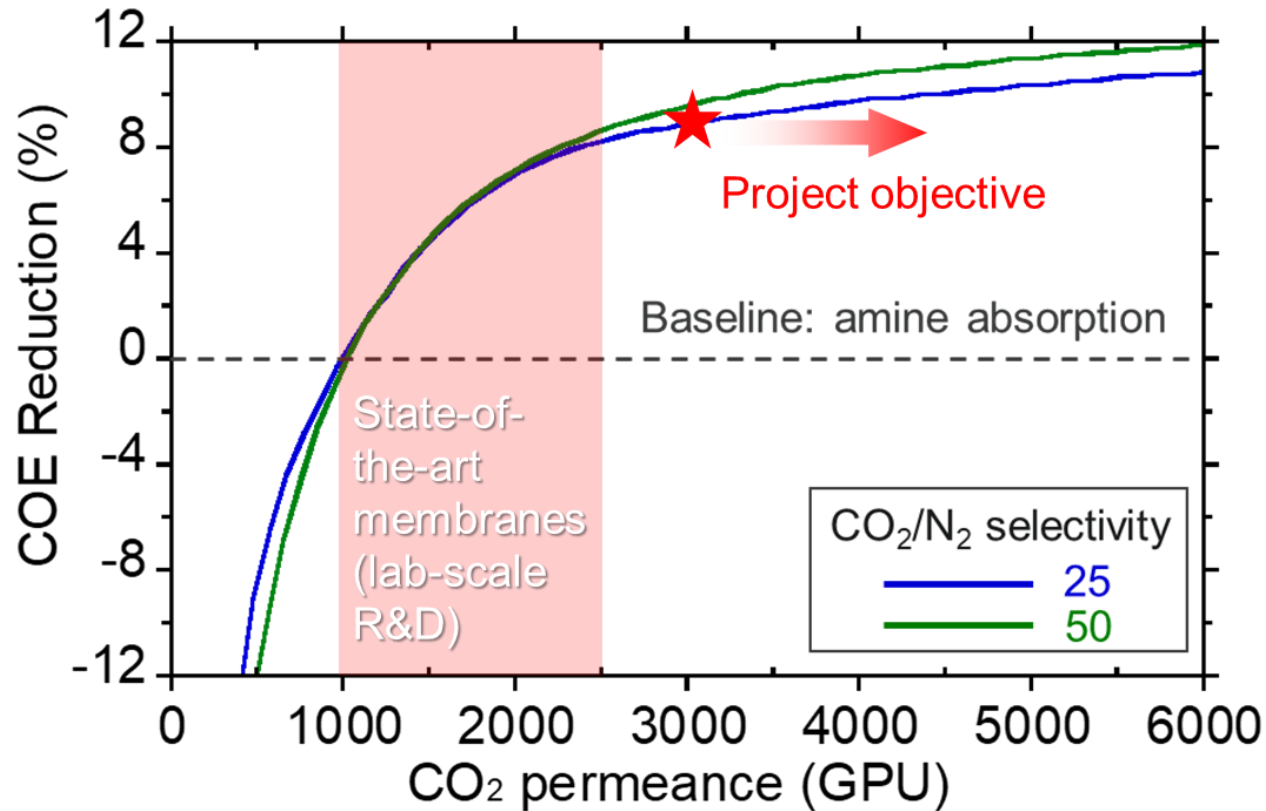 COE Reduction (%)
12
8
4
0
-4
-8
-12
Project objective
Baseline: amine absorption
State-of-
the-art
membranes
(lab-scale
R&D)
CO₂/N₂ selectivity
25
50
0 1000 2000 3000 4000 5000 6000
CO₂ permeance (GPU)